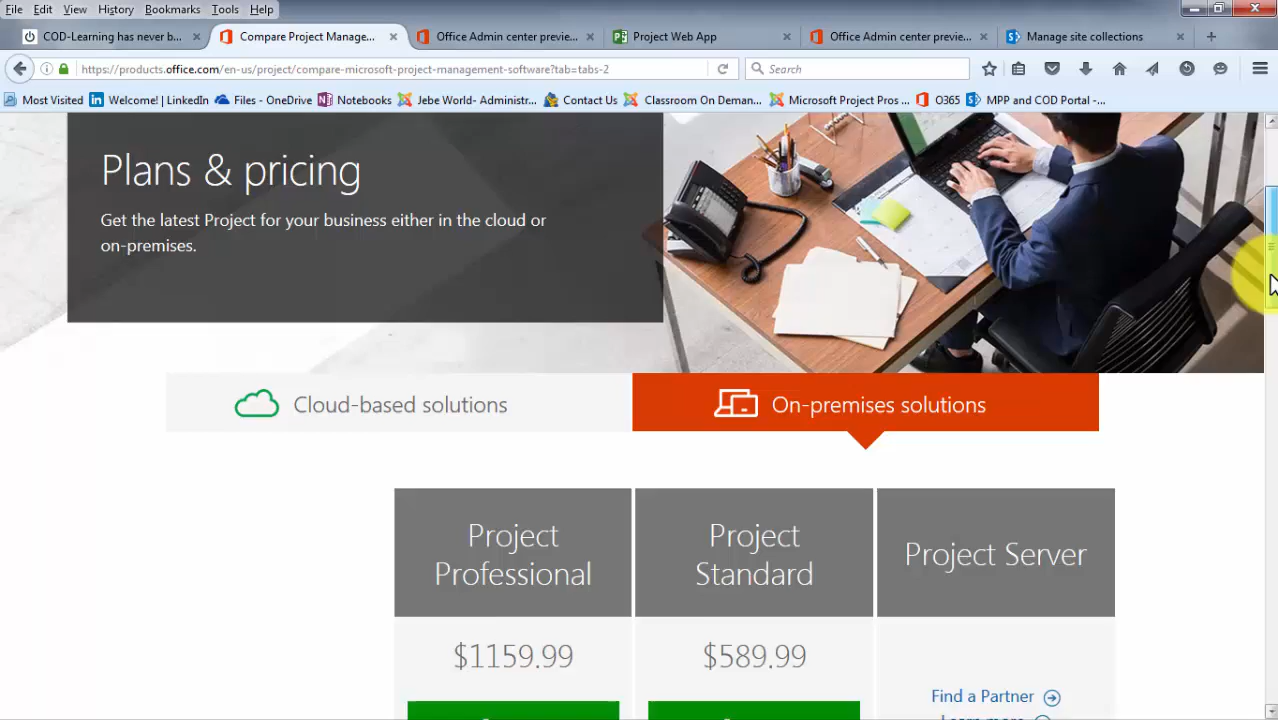 File Edit View History Bookmarks Tools Help
COD-Learning has never b... Compare Project Manage... Office Admin center previe... Project Web App Office Admin center previe... Manage site collections
https://products.office.com/en-us/project/compare-microsoft-project-management-software?tab=tabs-2 Search
Most Visited Welcome! | LinkedIn Files - OneDrive Notebooks Jebe World- Administr... Contact Us Classroom On Deman... Microsoft Project Pros ... O365 MPP and COD Portal -...
Plans & pricing
Get the latest Project for your business either in the cloud or
on-premises.
Cloud-based solutions On-premises solutions
Project
Professional
Project
Standard
Project Server
$1159.99 $589.99
Find a Partner
Learn more